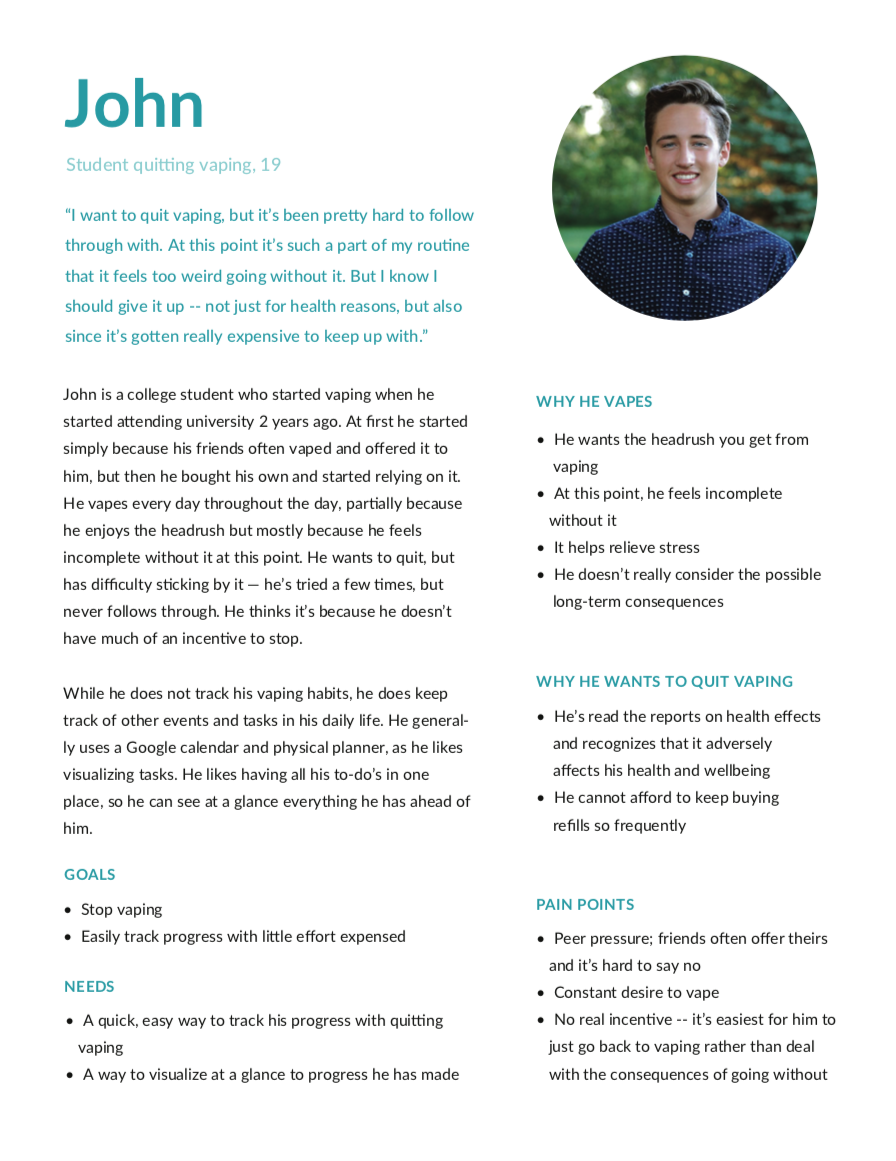 John
Student quitting vaping, 19
“I want to quit vaping, but it’s been pretty hard to follow
through with. At this point it’s such a part of my routine
that it feels too weird going without it. But I know I
should give it up -- not just for health reasons, but also
since it’s gotten really expensive to keep up with.”
John is a college student who started vaping when he
started attending university 2 years ago. At first he started
simply because his friends often vaped and offered it to
him, but then he bought his own and started relying on it.
He vapes every day throughout the day, partially because
he enjoys the headrush but mostly because he feels
incomplete without it at this point. He wants to quit, but
has difficulty sticking by it — he’s tried a few times, but
never follows through. He thinks it’s because he doesn’t
have much of an incentive to stop.
While he does not track his vaping habits, he does keep
track of other events and tasks in his daily life. He general-
ly uses a Google calendar and physical planner, as he likes
visualizing tasks. He likes having all his to-do’s in one
place, so he can see at a glance everything he has ahead of
him.
GOALS
• Stop vaping
• Easily track progress with little effort expensed
NEEDS
• A quick, easy way to track his progress with quitting
vaping
• A way to visualize at a glance to progress he has made
WHY HE VAPES
• He wants the headrush you get from
vaping
• At this point, he feels incomplete
without it
• It helps relieve stress
• He doesn’t really consider the possible
long-term consequences
WHY HE WANTS TO QUIT VAPING
• He’s read the reports on health effects
and recognizes that it adversely
affects his health and wellbeing
• He cannot afford to keep buying
refills so frequently
PAIN POINTS
• Peer pressure; friends often offer theirs
and it’s hard to say no
• Constant desire to vape
• No real incentive -- it’s easiest for him to
just go back to vaping rather than deal
with the consequences of going without